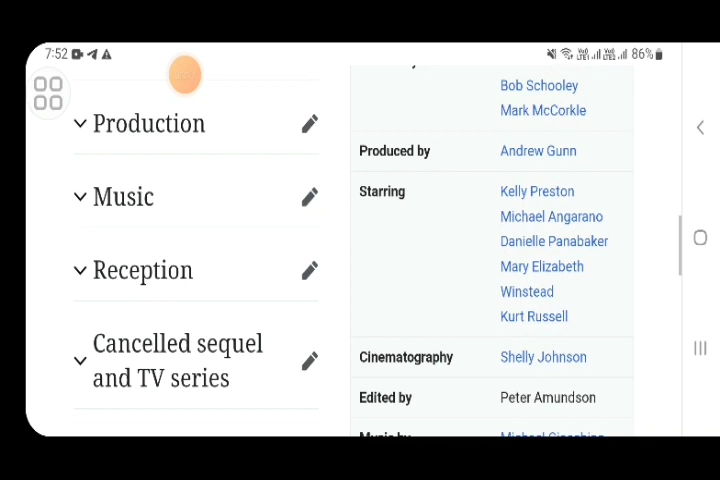 7:52
86%
Production
Music
Reception
Cancelled sequel
and TV series
Bob Schooley
Mark McCorkle
Produced by Andrew Gunn
Starring Kelly Preston
Michael Angarano
Danielle Panabaker
Mary Elizabeth
Winstead
Kurt Russell
Cinematography Shelly Johnson
Edited by Peter Amundson
Music by